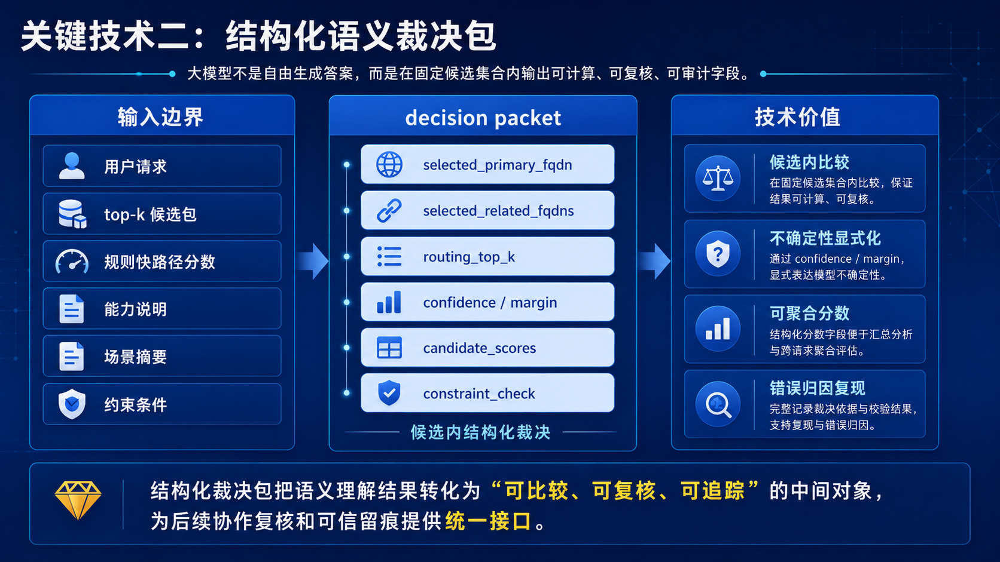 关键技术二：结构化语义裁决包
大模型不是自由生成答案，而是在固定候选集合内输出可计算、可复核、可审计字段。
输入边界
用户请求
top-k 候选包
规则快路径分数
能力说明
场景摘要
约束条件
decision packet
selected_primary_fqdn
selected_related_fqdns
routing_top_k
confidence / margin
candidate_scores
constraint_check
候选内结构化裁决
技术价值
候选内比较
在固定候选集合内比较，保证
结果可计算、可复核。
不确定性显式化
通过 confidence / margin，
显式表达模型不确定性。
可聚合分数
结构化分数字段便于汇总分析
与跨请求聚合评估。
错误归因复现
完整记录裁决依据与校验结果，
支持复现与错误归因。
结构化裁决包把语义理解结果转化为“可比较、可复核、可追踪”的中间对象，
为后续协作复核和可信留痕提供统一接口。